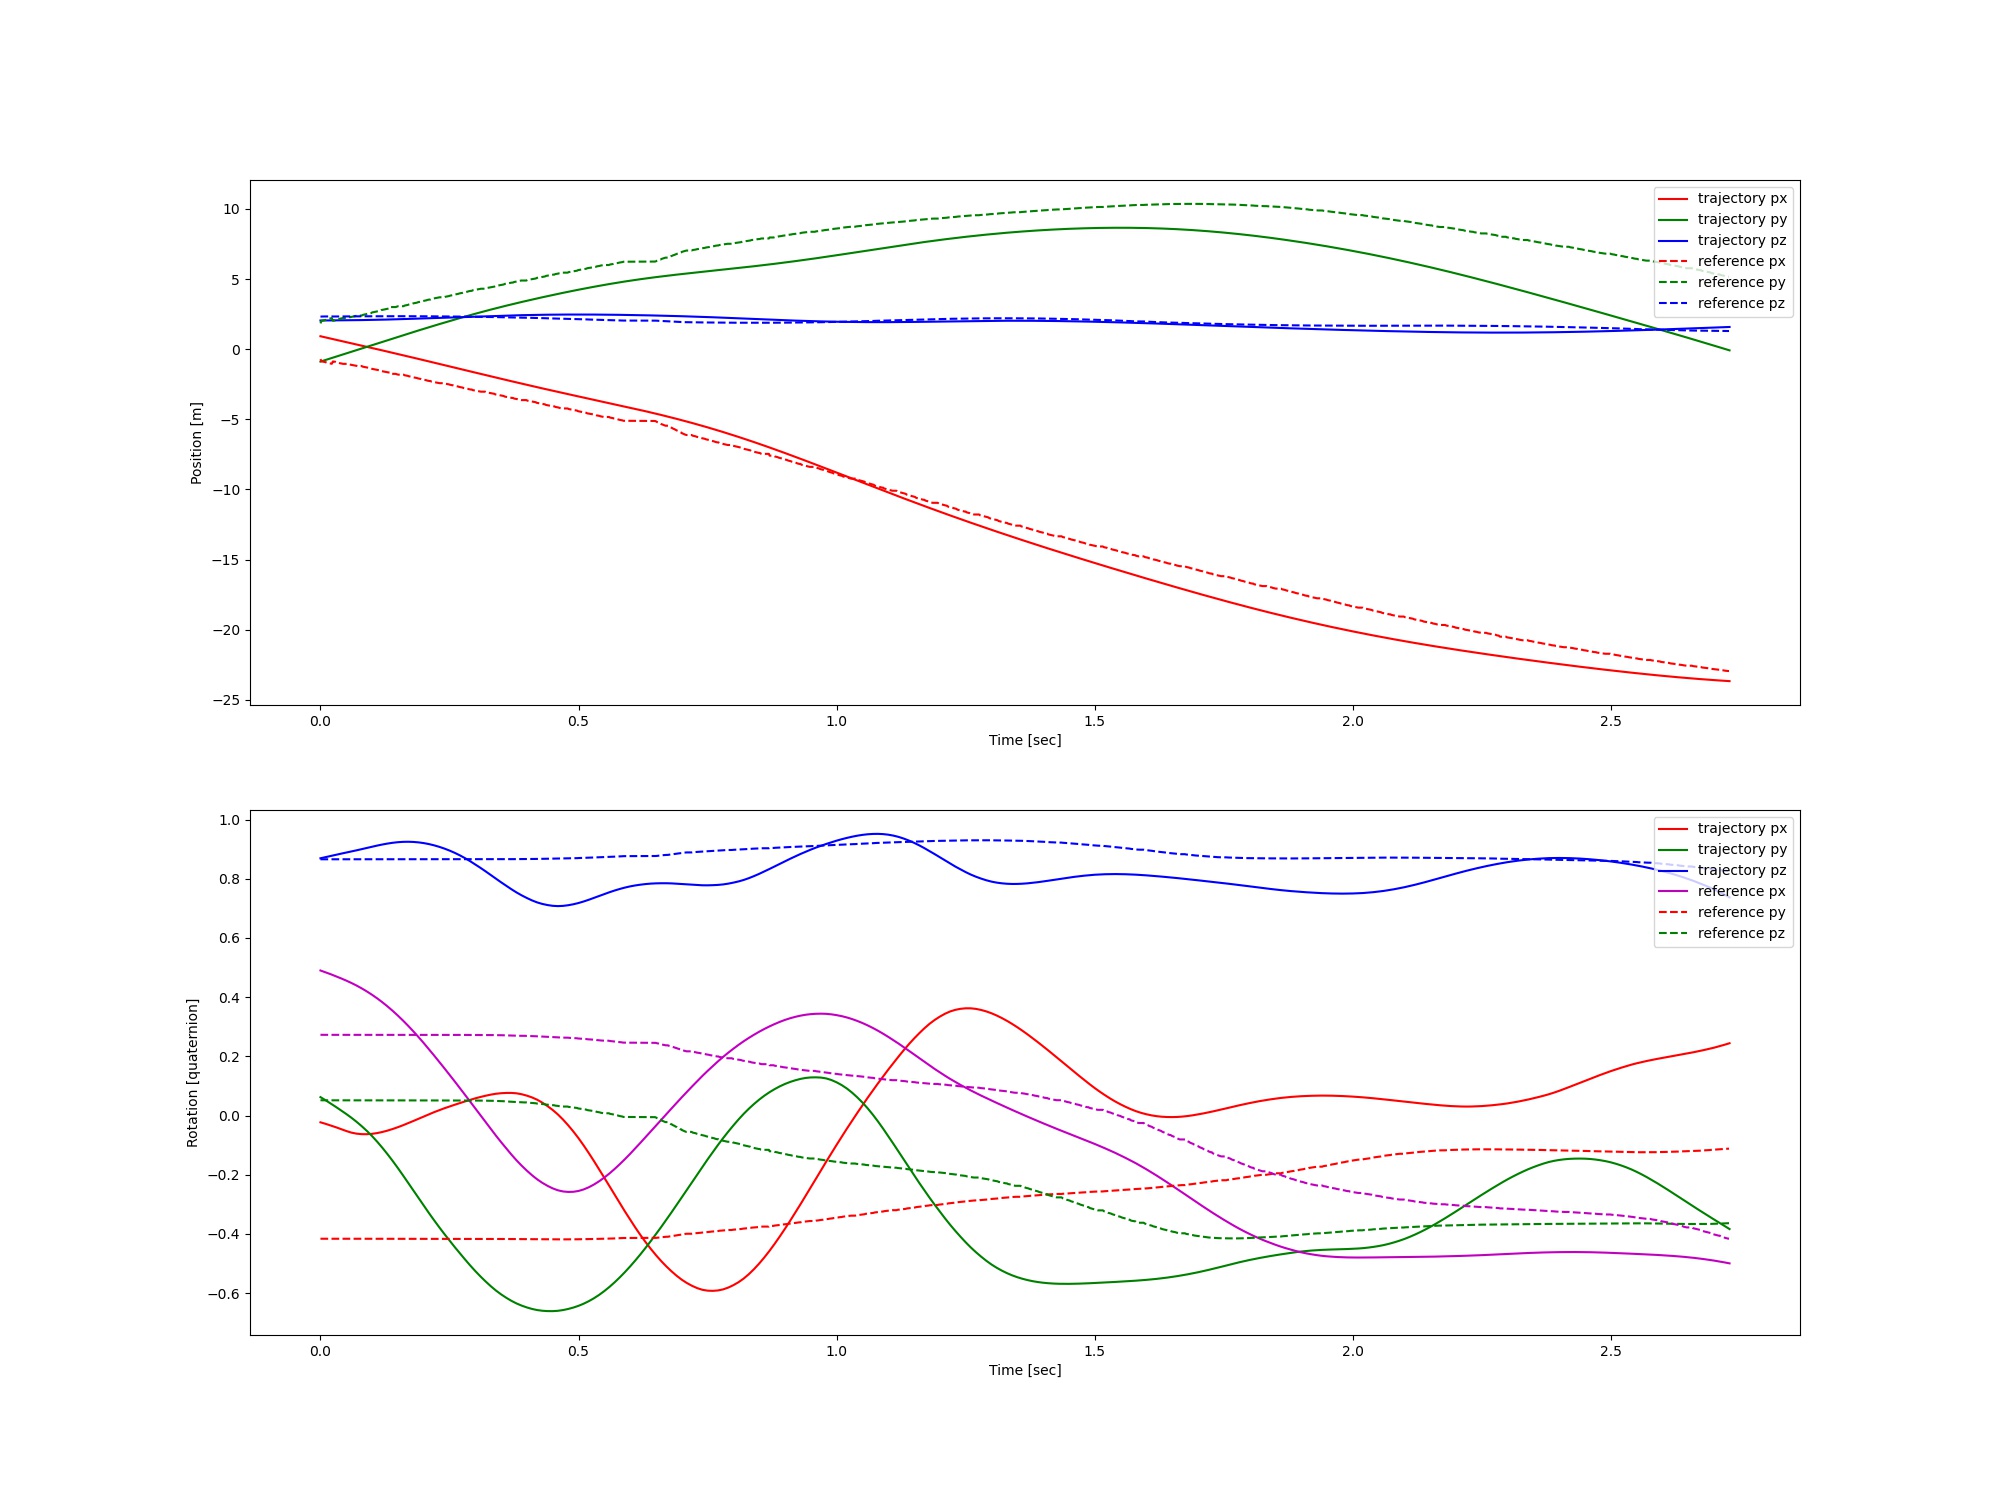 10
5
0
−5
−10
−15
−20
−25
Position [m]
trajectory px
trajectory py
trajectory pz
reference px
reference py
reference pz
0.0 0.5 1.0 1.5 2.0 2.5
Time [sec]
1.0
0.8
0.6
0.4
0.2
0.0
−0.2
−0.4
−0.6
Rotation [quaternion]
trajectory px
trajectory py
trajectory pz
reference px
reference py
reference pz
0.0 0.5 1.0 1.5 2.0 2.5
Time [sec]